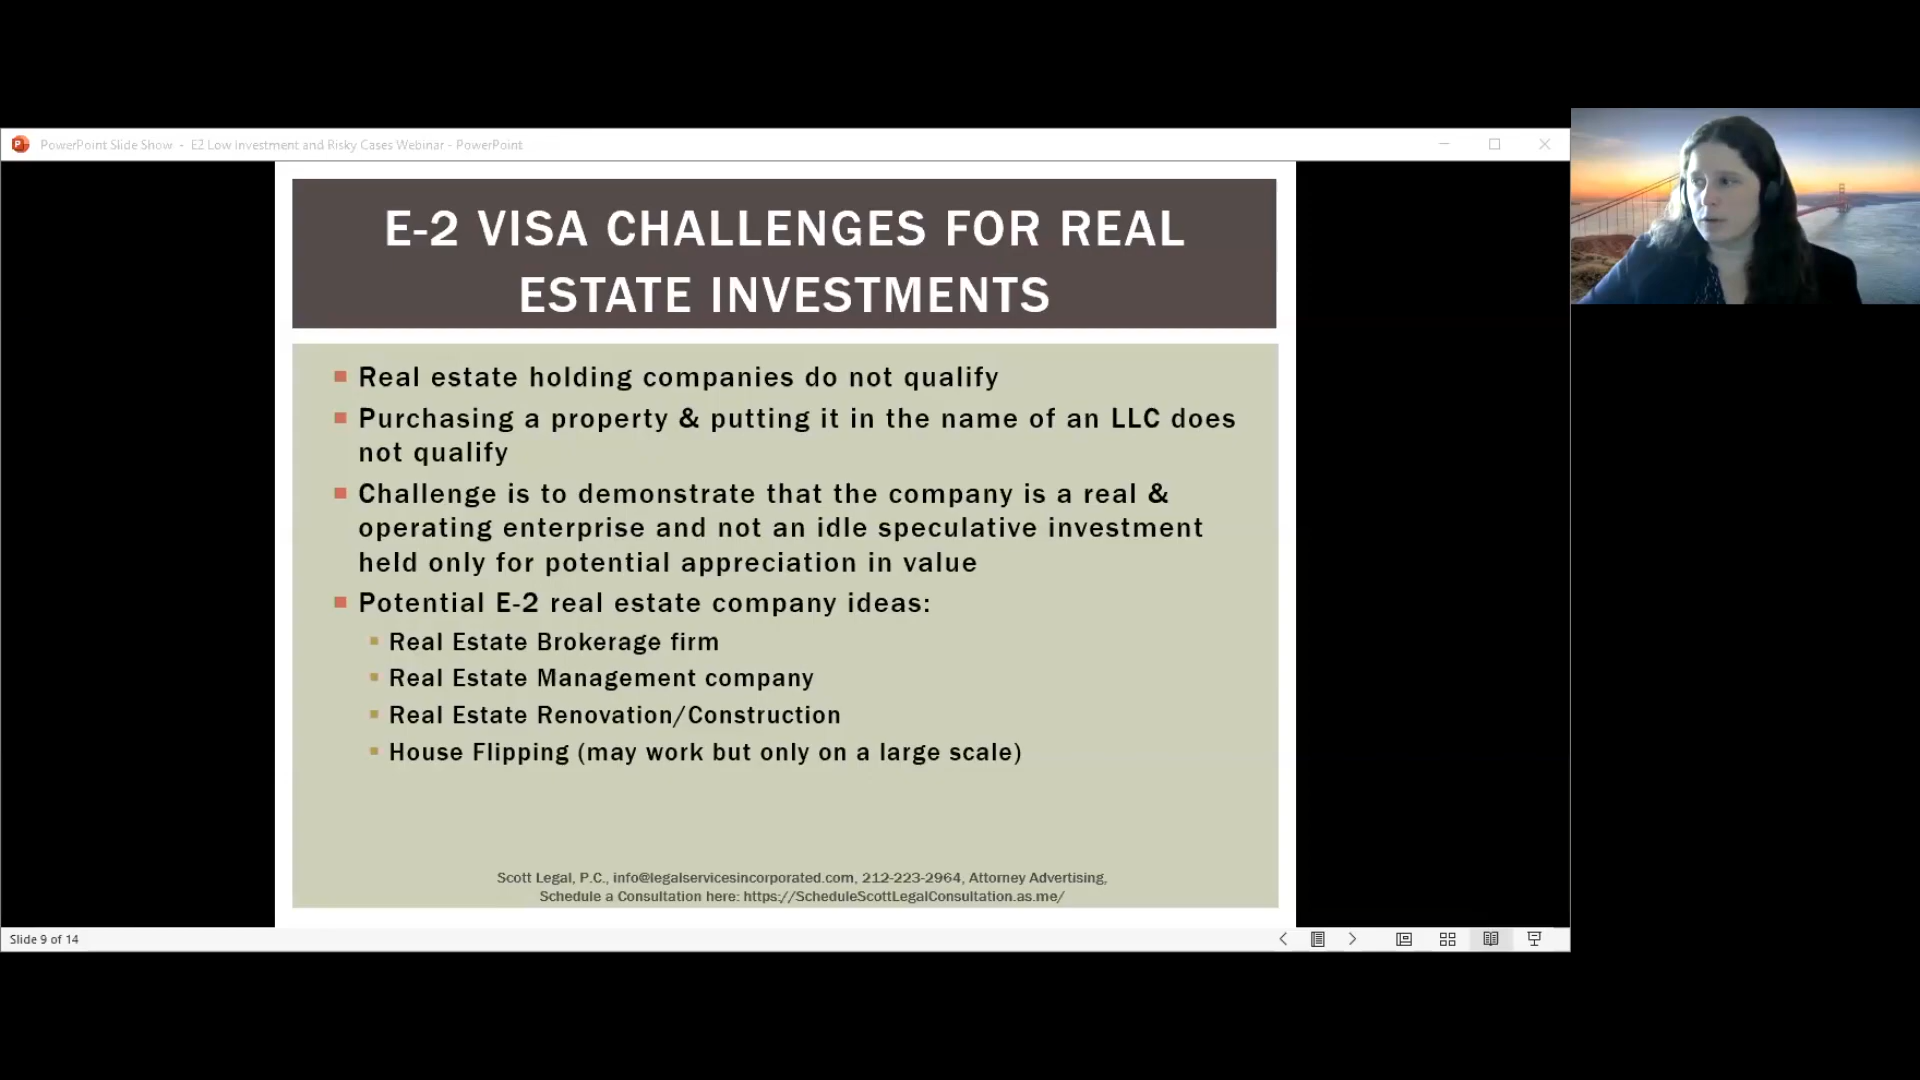 PowerPoint Slide Show - E2 Low Investment and Risky Cases Webinar - PowerPoint
E-2 VISA CHALLENGES FOR REAL
ESTATE INVESTMENTS
Real estate holding companies do not qualify
Purchasing a property & putting it in the name of an LLC does
not qualify
Challenge is to demonstrate that the company is a real &
operating enterprise and not an idle speculative investment
held only for potential appreciation in value
Potential E-2 real estate company ideas:
Real Estate Brokerage firm
Real Estate Management company
Real Estate Renovation/Construction
House Flipping (may work but only on a large scale)
Scott Legal, P.C., info@legalservicesincorporated.com, 212-223-2964, Attorney Advertising,
Schedule a Consultation here: https://ScheduleScottLegalConsultation.as.me/
Slide 9 of 14